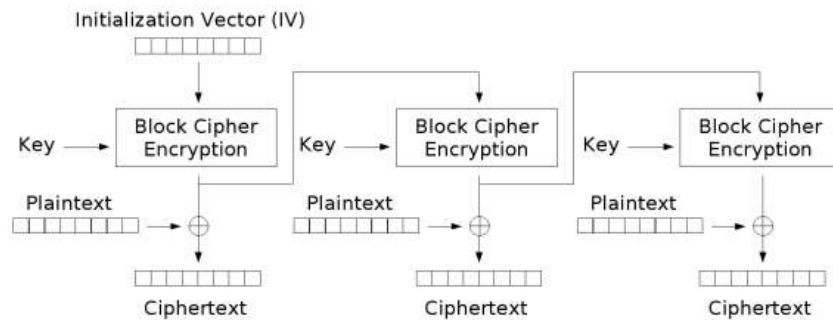 Initialization Vector (IV)
Key
Block Cipher
Encryption
Key
Block Cipher
Encryption
Key
Block Cipher
Encryption
Plaintext
Plaintext
Plaintext
Ciphertext
Ciphertext
Ciphertext